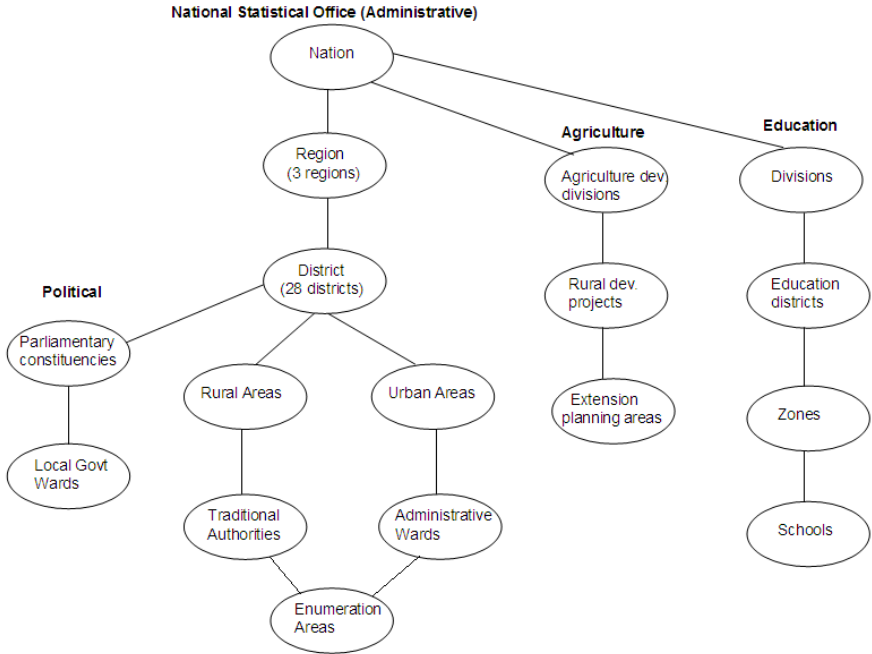 National Statistical Office (Administrative)
Nation
Agriculture
Education
Region
(3 regions)
Agriculture dev.
divisions
Divisions
District
(28 districts)
Rural dev.
projects
Education
districts
Political
Parliamentary
constituencies
Rural Areas
Urban Areas
Extension
planning areas
Zones
Local Govt
Wards
Traditional
Authorities
Administrative
Wards
Schools
Enumeration
Areas